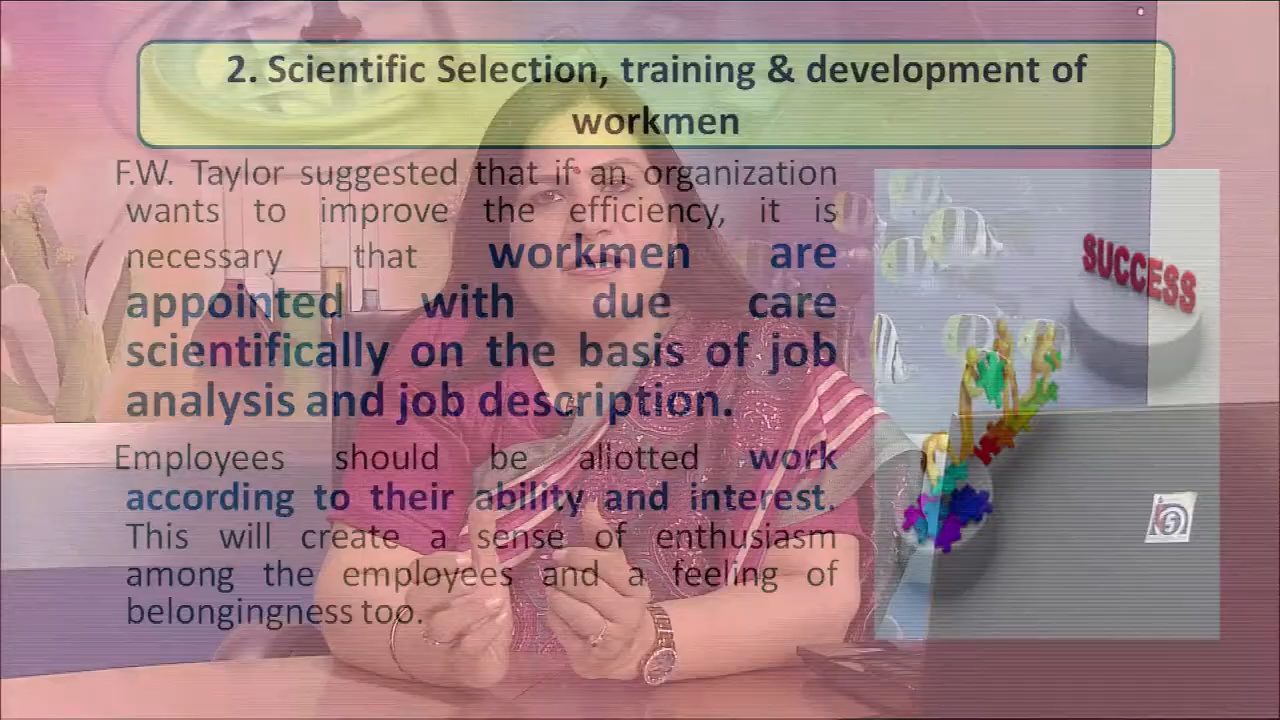 2. Scientific Selection, training & development of
workmen
F.W. Taylor suggested that if an organization
wants to improve the efficiency, it is
necessary that workmen are
appointed with due care
scientifically on the basis of job
analysis and job description.
Employees should be allotted work
according to their ability and interest.
This will create a sense of enthusiasm
among the employees and a feeling of
belongingness too.
SUCCESS